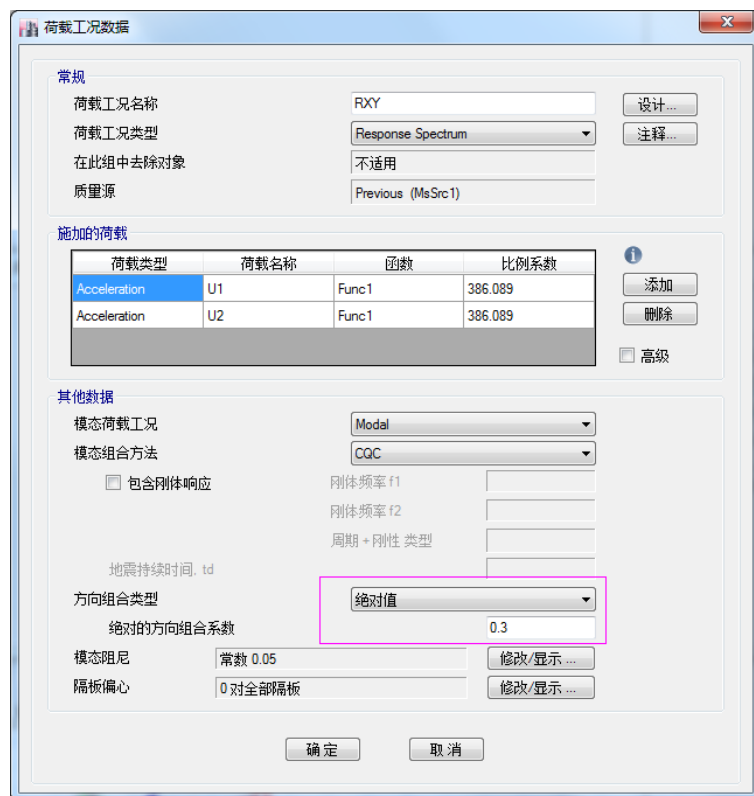 荷载工况数据
常规
荷载工况名称 RXY 设计...
荷载工况类型 Response Spectrum 注释...
在此组中去除对象 不适用
质量源 Previous (MsSrc1)
施加的荷载
荷载类型 荷载名称 函数 比例系数
Acceleration U1 Func1 386.089 添加
Acceleration U2 Func1 386.089 删除
高级
其他数据
模态荷载工况 Modal
模态组合方法 CQC
包含刚体响应 刚体频率 f1
刚体频率 f2
周期 + 刚性 类型
地震持续时间, td
方向组合类型 绝对值
绝对的方向组合系数 0.3
模态阻尼 常数 0.05 修改/显示 ...
隔板偏心 0 对全部隔板 修改/显示 ...
确定 取消